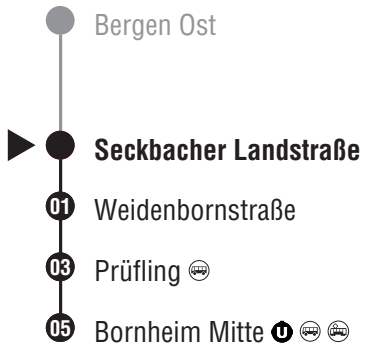 Bergen Ost
Seckbacher Landstraße
01 Weidenbornstraße
03 Prüfling
05 Bornheim Mitte U